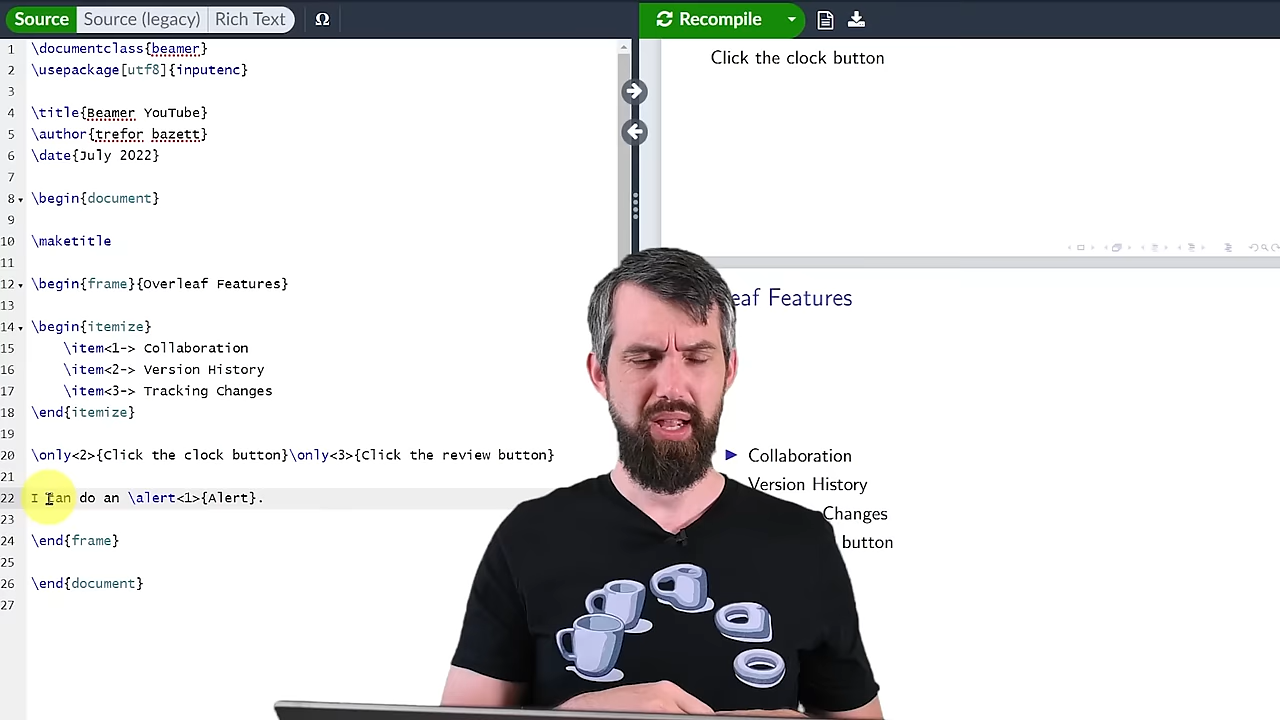 Source Source (legacy) Rich Text Ω
Recompile
1 \documentclass{beamer}
2 \usepackage[utf8]{inputenc}
3
4 \title{Beamer YouTube}
5 \author{trefor bazett}
6 \date{July 2022}
7
8 \begin{document}
9
10 \maketitle
11
12 \begin{frame}{Overleaf Features}
13
14 \begin{itemize}
15 \item<1-> Collaboration
16 \item<2-> Version History
17 \item<3-> Tracking Changes
18 \end{itemize}
19
20 \only<2>{Click the clock button}\only<3>{Click the review button}
21
22 I can do an \alert<1>{Alert}.
23
24 \end{frame}
25
26 \end{document}
27
Click the clock button
eaf Features
Collaboration
Version History
Changes
button